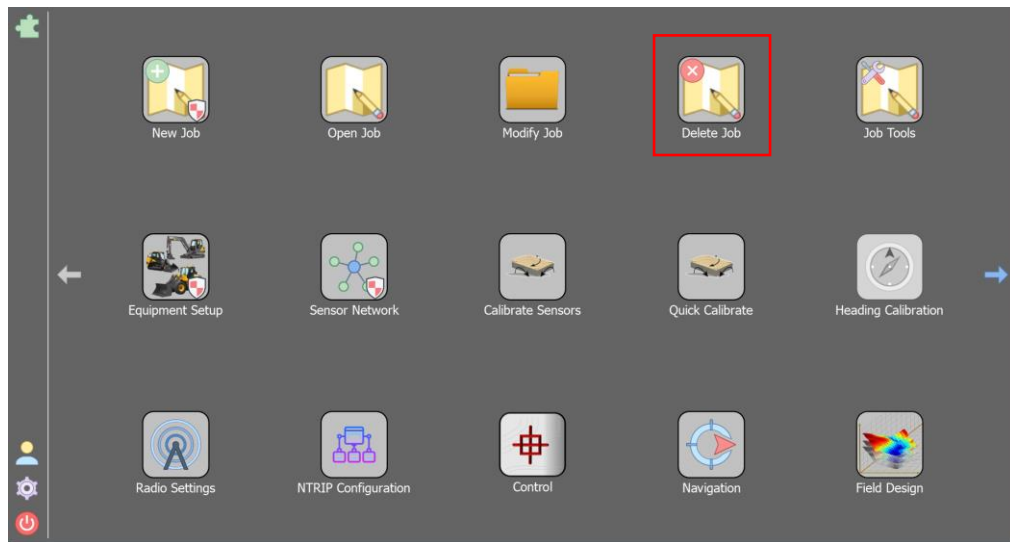 New Job
Open Job
Modify Job
Delete Job
Job Tools
Equipment Setup
Sensor Network
Calibrate Sensors
Quick Calibrate
Heading Calibration
Radio Settings
NTRIP Configuration
Control
Navigation
Field Design